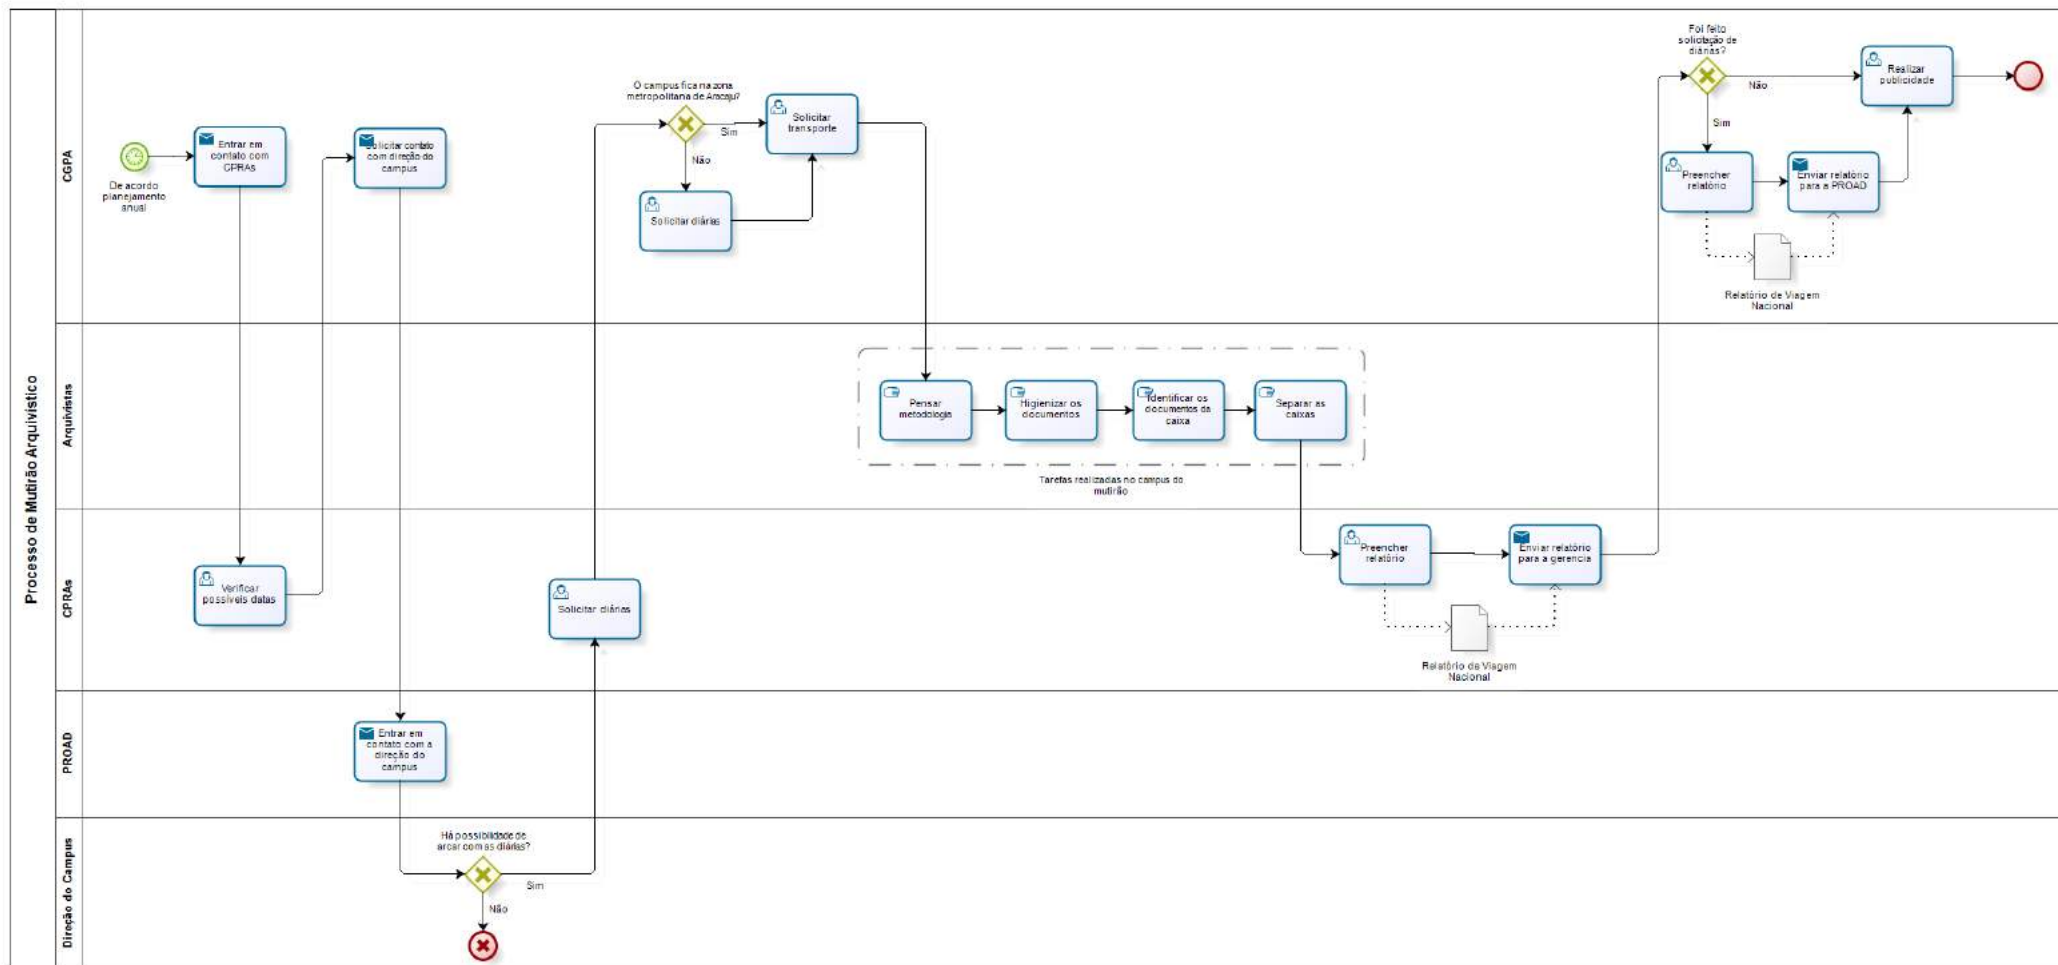 Processo de Mutirão Arquivístico
CGPA
De acordo
planejamento
anual
Entrar em
contato com
CPRAs
Solicitar contato
com direção do
campus
O campus fica na zona
metropolitana de Aracaju?
Sim
Não
Solicitar
transporte
Solicitar diárias
Foi feito
solicitação de
diárias?
Não
Sim
Realizar
publicidade
Preencher
relatório
Enviar relatório
para a PROAD
Relatório de Viagem
Nacional
Arquivistas
Pensar
metodologia
Higienizar os
documentos
Identificar os
documentos da
caixa
Separar as
caixas
Tarefas realizadas no campus do
mutirão
CPRAs
Verificar
possíveis datas
Solicitar diárias
Preencher
relatório
Enviar relatório
para a gerencia
Relatório de Viagem
Nacional
PROAD
Entrar em
contato com a
direção do
campus
Direção do Campus
Há possibilidade de
arcar com as diárias?
Sim
Não